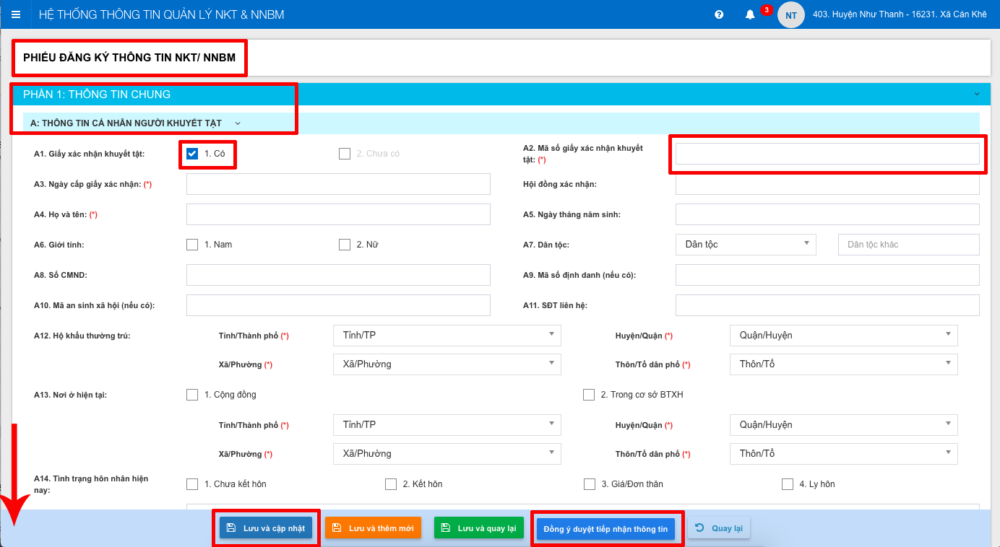 HỆ THỐNG THÔNG TIN QUẢN LÝ NKT & NNBM
3
NT
403. Huyện Như Thanh - 16231. Xã Cán Khê
PHIẾU ĐĂNG KÝ THÔNG TIN NKT/ NNBM
PHẦN 1: THÔNG TIN CHUNG
A: THÔNG TIN CÁ NHÂN NGƯỜI KHUYẾT TẬT
A1. Giấy xác nhận khuyết tật:
1. Có
2. Chưa có
A2. Mã số giấy xác nhận khuyết
tật: (*)
A3. Ngày cấp giấy xác nhận: (*)
Hội đồng xác nhận:
A4. Họ và tên: (*)
A5. Ngày tháng năm sinh:
A6. Giới tính:
1. Nam
2. Nữ
A7. Dân tộc:
Dân tộc
Dân tộc khác
A8. Số CMND:
A9. Mã số định danh (nếu có):
A10. Mã an sinh xã hội (nếu có):
A11. SĐT liên hệ:
A12. Hộ khẩu thường trú:
Tỉnh/Thành phố (*)
Tỉnh/TP
Huyện/Quận (*)
Quận/Huyện
Xã/Phường (*)
Xã/Phường
Thôn/Tổ dân phố (*)
Thôn/Tổ
A13. Nơi ở hiện tại:
1. Cộng đồng
2. Trong cơ sở BTXH
Tỉnh/Thành phố (*)
Tỉnh/TP
Huyện/Quận (*)
Quận/Huyện
Xã/Phường (*)
Xã/Phường
Thôn/Tổ dân phố (*)
Thôn/Tổ
A14. Tình trạng hôn nhân hiện
nay:
1. Chưa kết hôn
2. Kết hôn
3. Giá/Đơn thân
4. Ly hôn
Lưu và cập nhật
Lưu và thêm mới
Lưu và quay lại
Đồng ý duyệt tiếp nhận thông tin
Quay lại